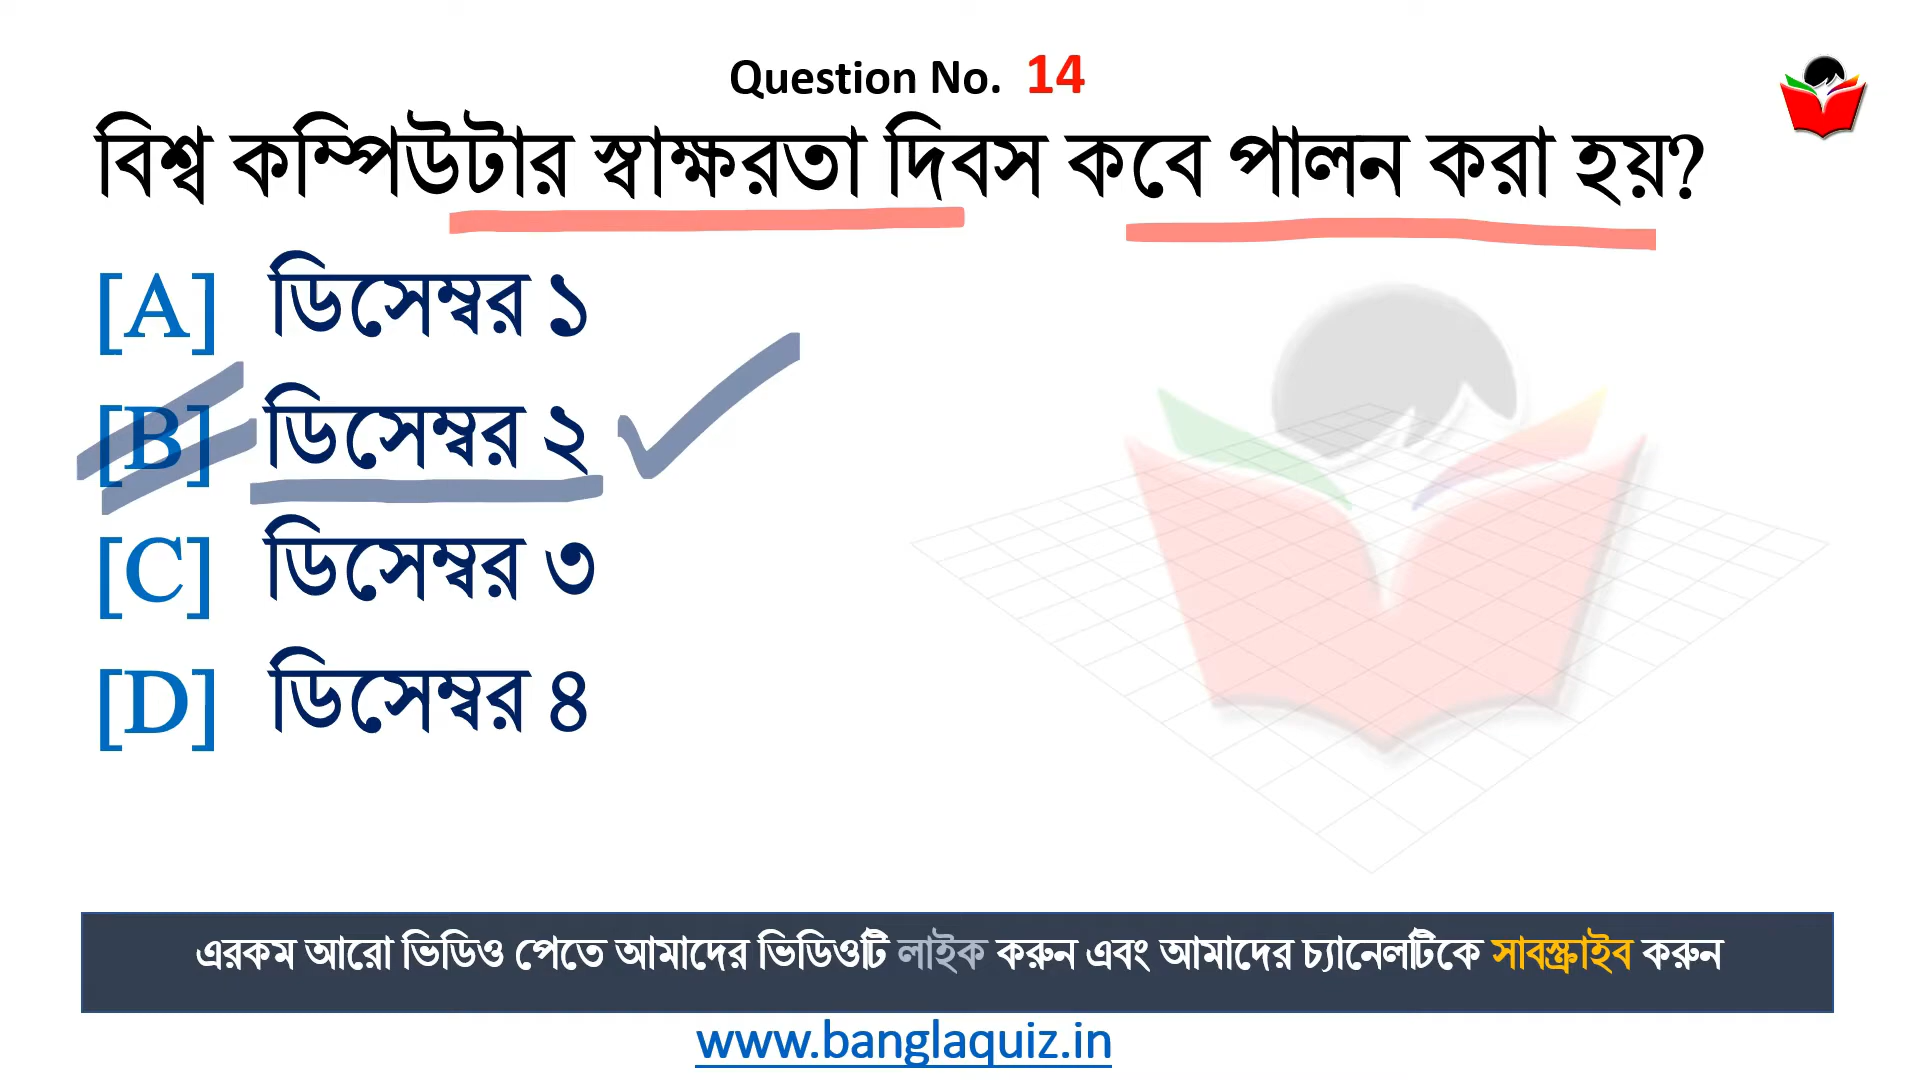 Question No. 14
বিশ্ব কম্পিউটার স্বাক্ষরতা দিবস কবে পালন করা হয়?
[A] ডিসেম্বর ১
[B] ডিসেম্বর ২
[C] ডিসেম্বর ৩
[D] ডিসেম্বর ৪
এরকম আরো ভিডিও পেতে আমাদের ভিডিওটি লাইক করুন এবং আমাদের চ্যানেলটিকে সাবস্ক্রাইব করুন
www.banglaquiz.in